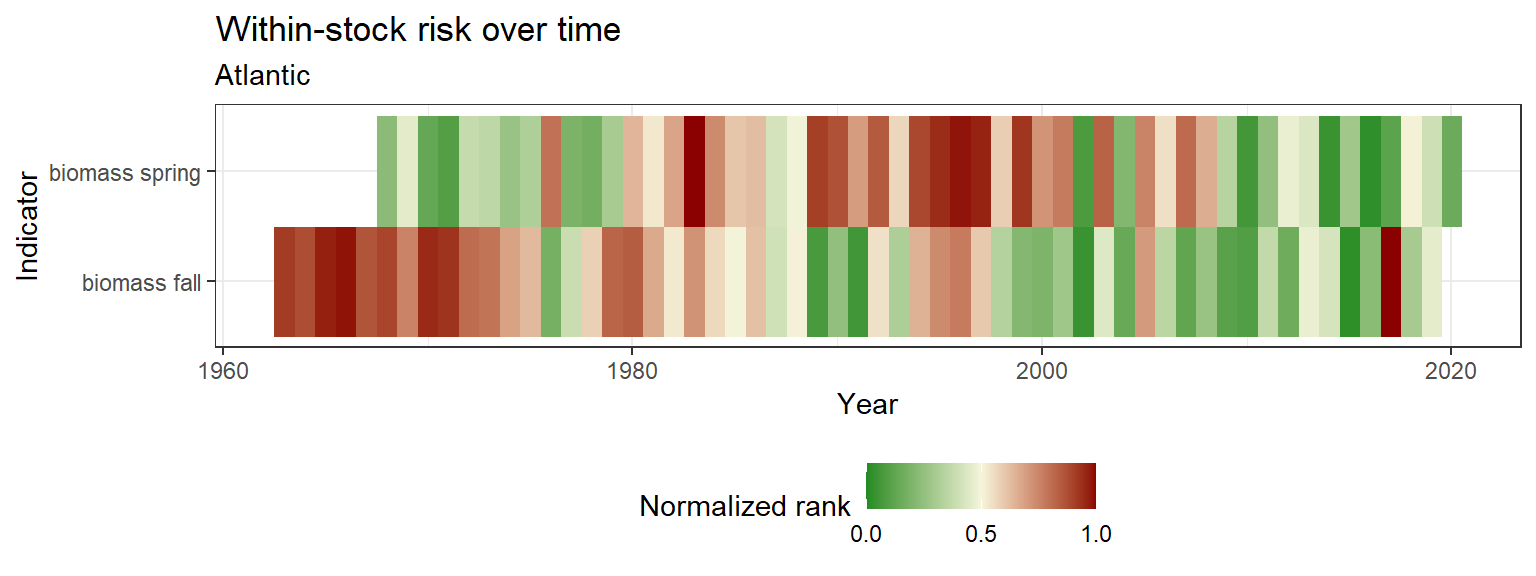 Within-stock risk over time
Atlantic
Indicator
biomass spring
biomass fall
1960 1980 2000 2020
Year
Normalized rank
0.0 0.5 1.0